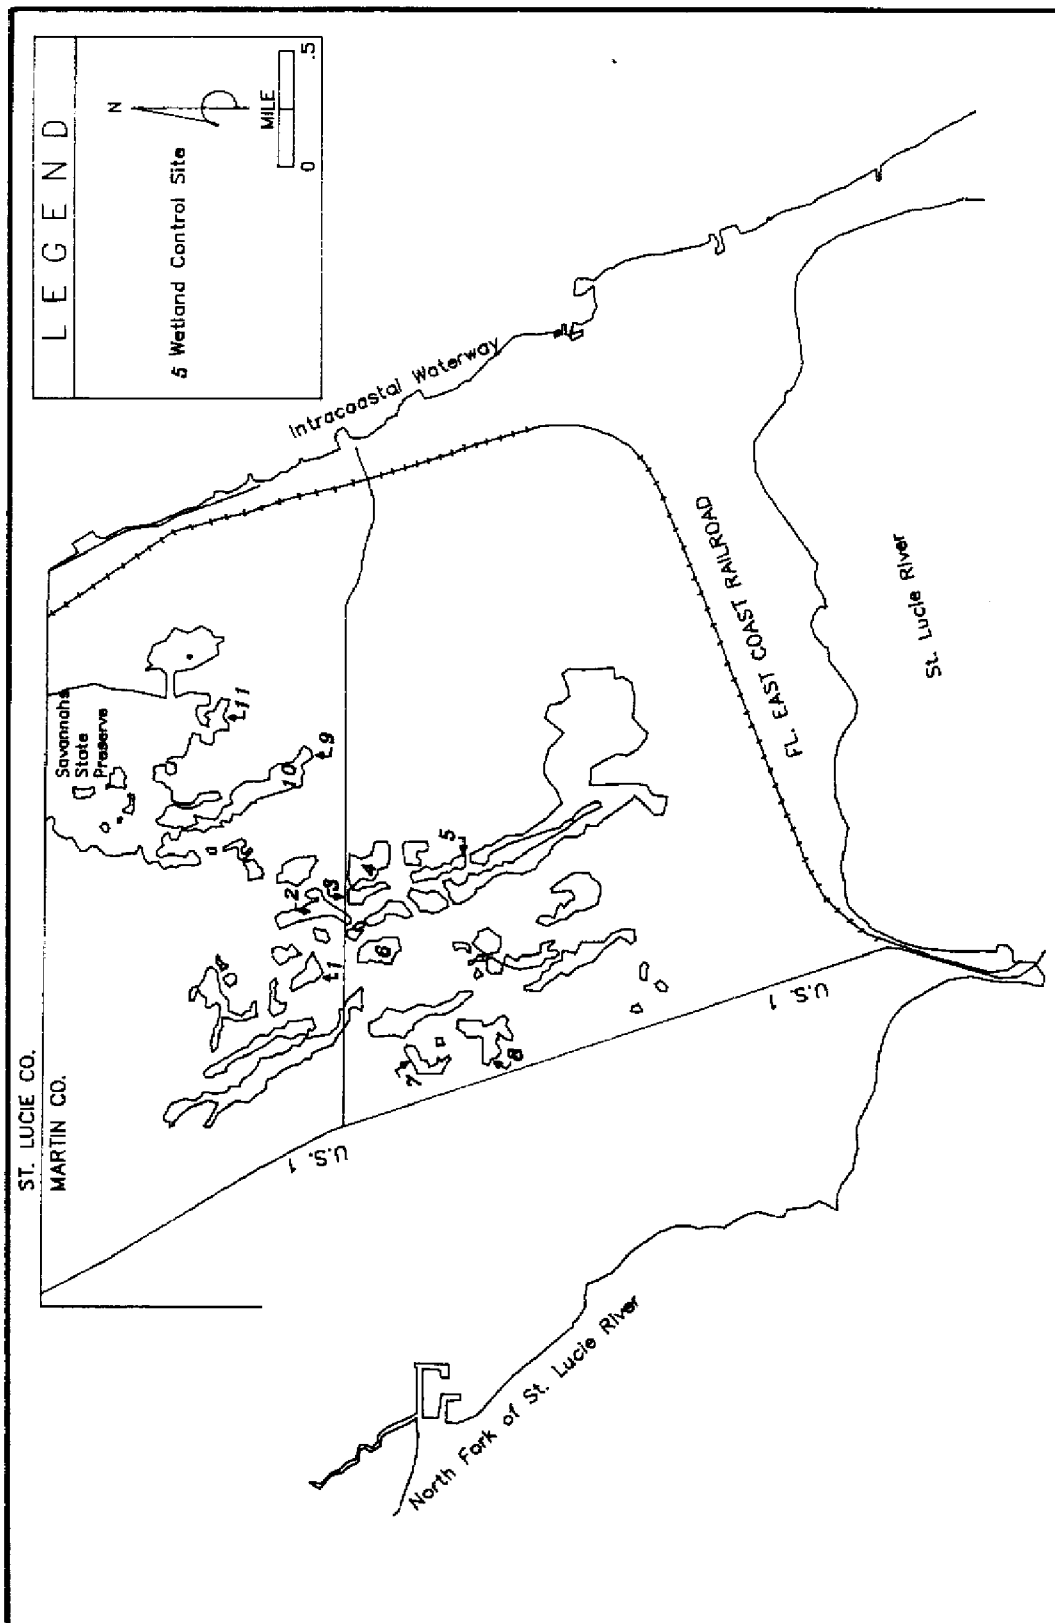 LEGEND
N
5 Wetland Control Site
MILE
0 .5
ST. LUCIE CO.
MARTIN CO.
Savannahs
State
Preserve
Intracoastal Waterway
11
9
10
2
3
4
5
1
6
7
8
U.S. 1
U.S. 1
FL. EAST COAST RAILROAD
St. Lucie River
North Fork of St. Lucie River